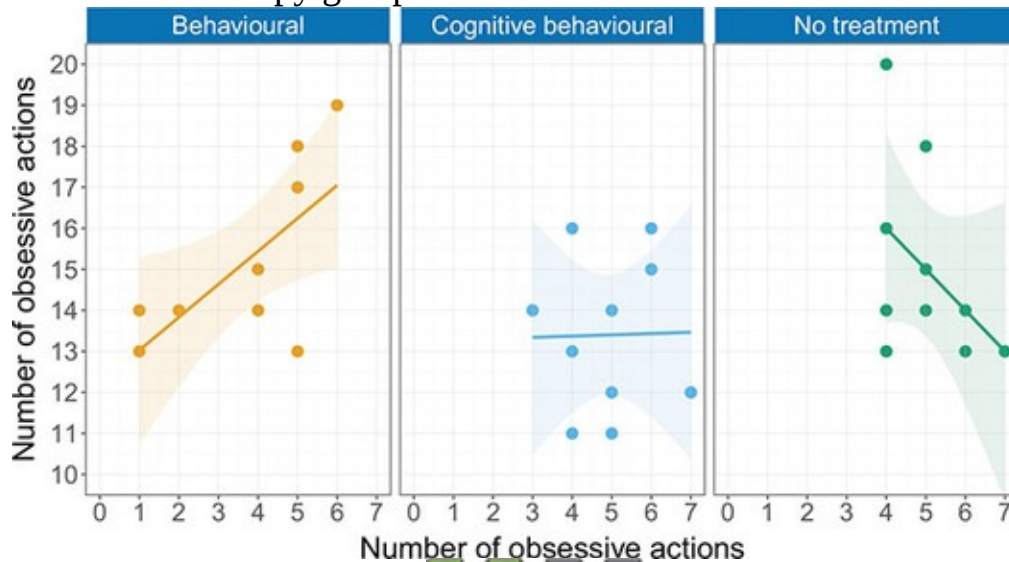 Behavioural
Cognitive behavioural
No treatment
Number of obsessive actions
20
19
18
17
16
15
14
13
12
11
10
0 1 2 3 4 5 6 7
0 1 2 3 4 5 6 7
0 1 2 3 4 5 6 7
Number of obsessive actions